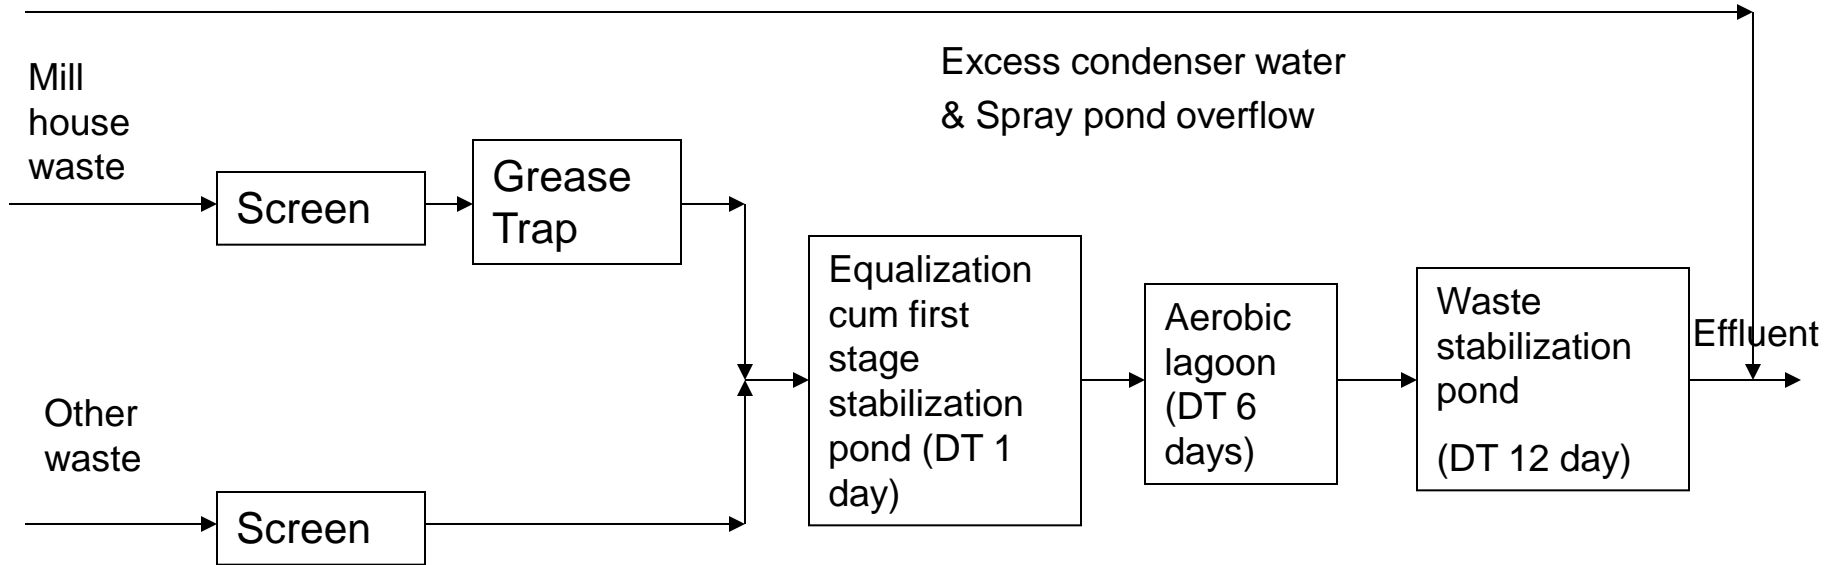 Excess condenser water
& Spray pond overflow
Mill
house
waste
Screen
Grease
Trap
Equalization
cum first
stage
stabilization
pond (DT 1
day)
Aerobic
lagoon
(DT 6
days)
Waste
stabilization
pond
(DT 12 day)
Effluent
Other
waste
Screen